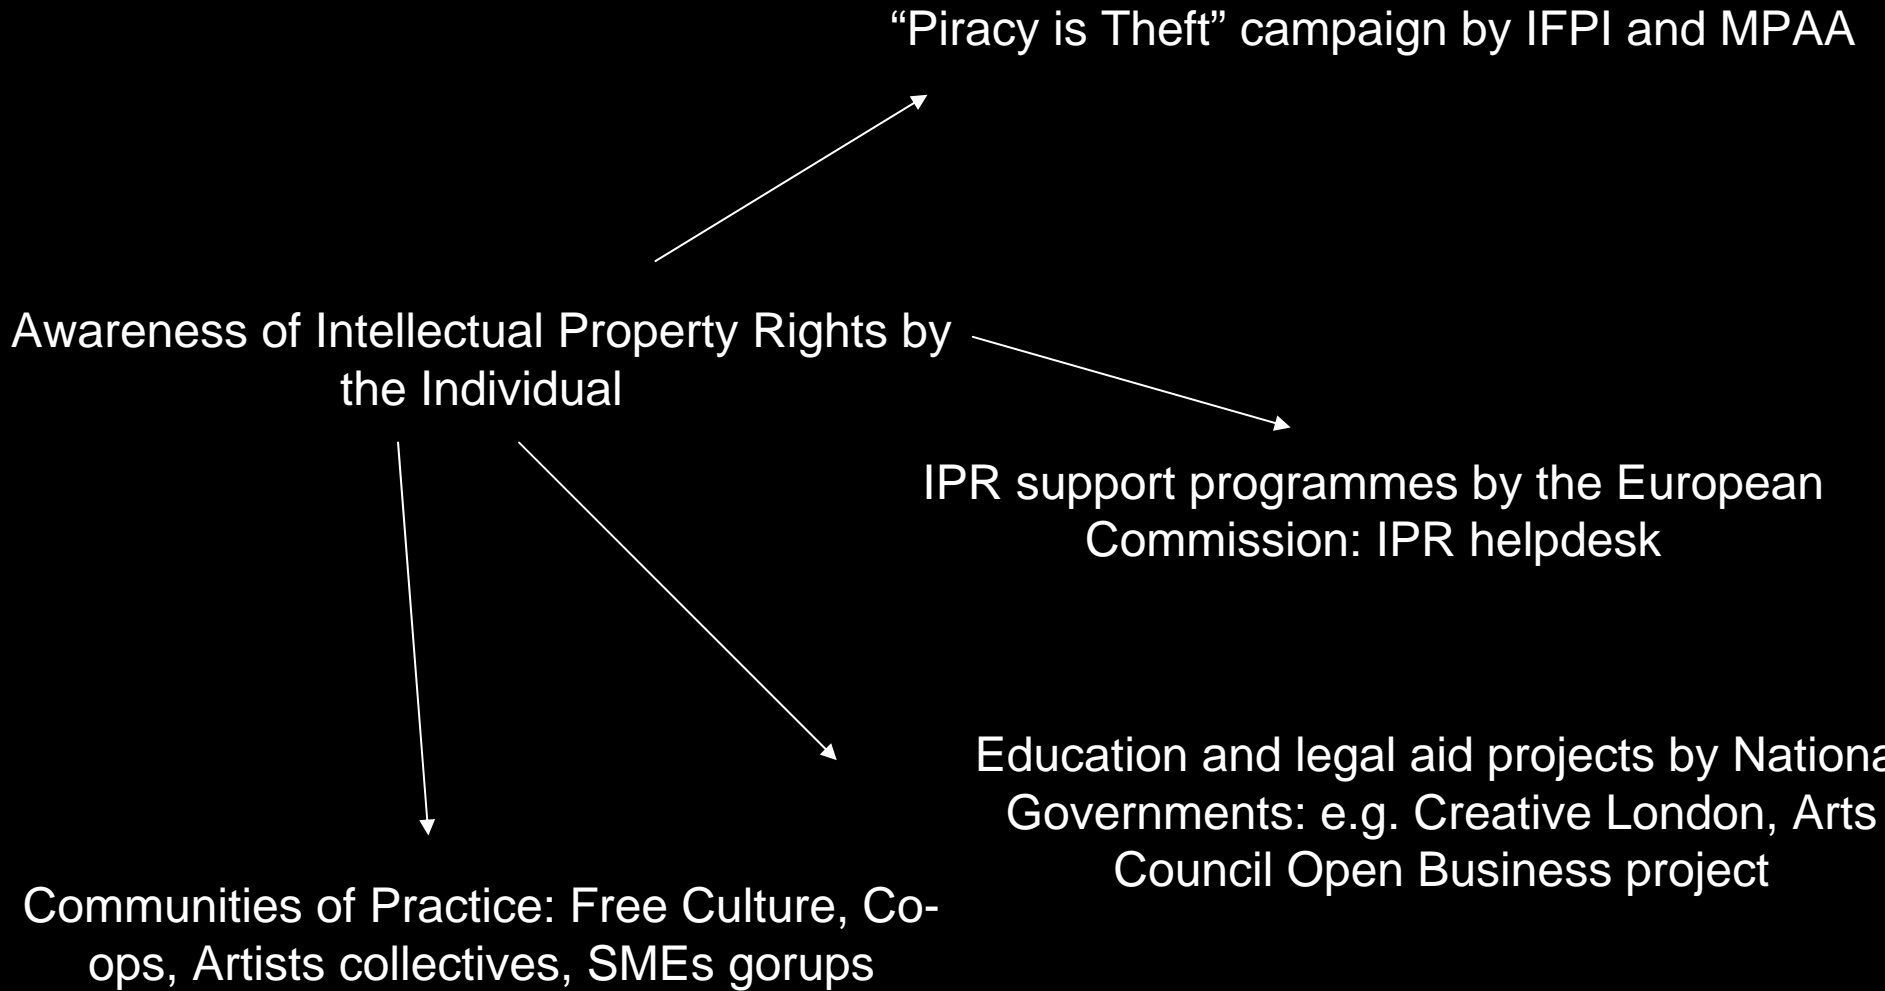 “Piracy is Theft” campaign by IFPI and MPAA
Awareness of Intellectual Property Rights by
the Individual
IPR support programmes by the European
Commission: IPR helpdesk
Education and legal aid projects by Nationa
Governments: e.g. Creative London, Arts
Council Open Business project
Communities of Practice: Free Culture, Co-
ops, Artists collectives, SMEs gorups